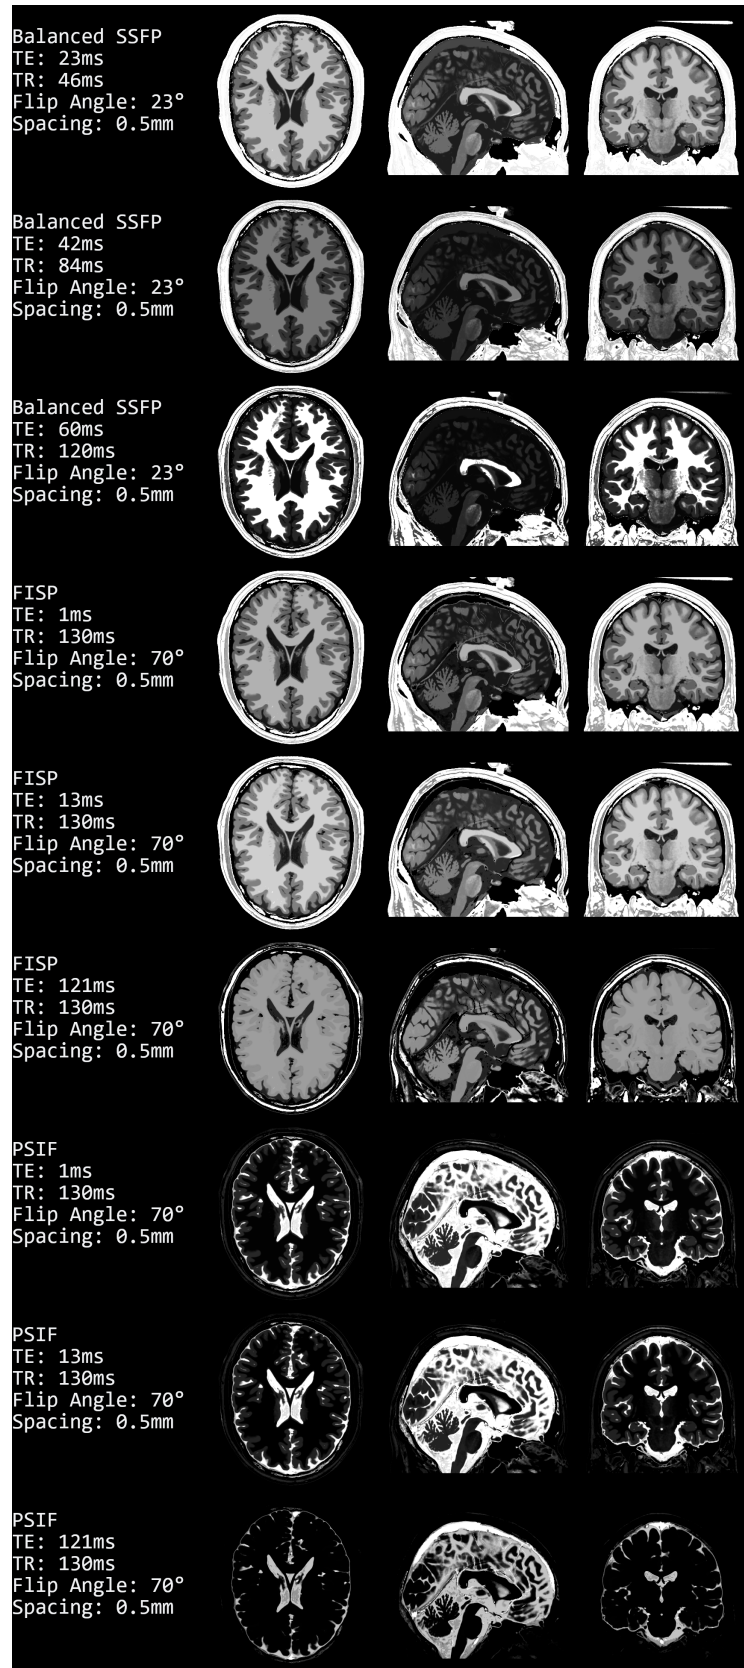 Balanced SSFP
TE: 23ms
TR: 46ms
Flip Angle: 23°
Spacing: 0.5mm
Balanced SSFP
TE: 42ms
TR: 84ms
Flip Angle: 23°
Spacing: 0.5mm
Balanced SSFP
TE: 60ms
TR: 120ms
Flip Angle: 23°
Spacing: 0.5mm
FISP
TE: 1ms
TR: 130ms
Flip Angle: 70°
Spacing: 0.5mm
FISP
TE: 13ms
TR: 130ms
Flip Angle: 70°
Spacing: 0.5mm
FISP
TE: 121ms
TR: 130ms
Flip Angle: 70°
Spacing: 0.5mm
PSIF
TE: 1ms
TR: 130ms
Flip Angle: 70°
Spacing: 0.5mm
PSIF
TE: 13ms
TR: 130ms
Flip Angle: 70°
Spacing: 0.5mm
PSIF
TE: 121ms
TR: 130ms
Flip Angle: 70°
Spacing: 0.5mm